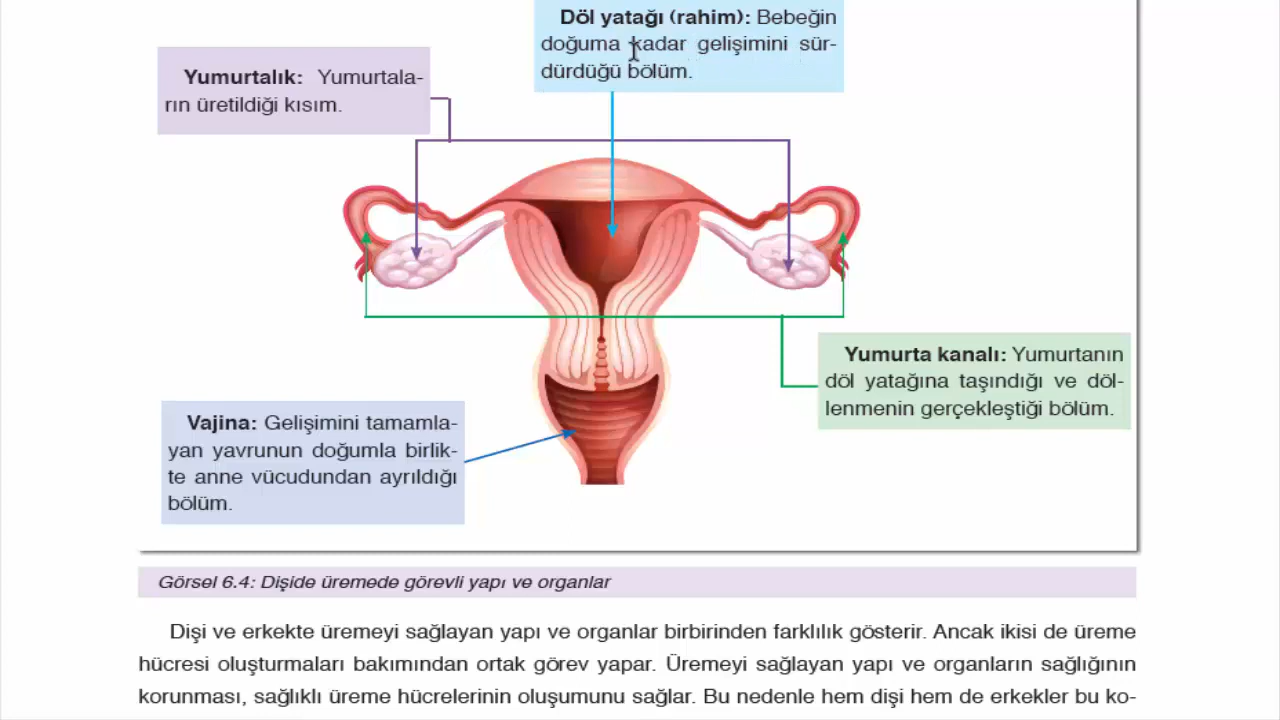 Döl yatağı (rahim): Bebeğin
doğuma kadar gelişimini sür-
dürdüğü bölüm.
Yumurtalık: Yumurtala-
rın üretildiği kısım.
Yumurta kanalı: Yumurtanın
döl yatağına taşındığı ve döl-
lenmenin gerçekleştiği bölüm.
Vajina: Gelişimini tamamla-
yan yavrunun doğumla birlik-
te anne vücudundan ayrıldığı
bölüm.
Görsel 6.4: Dişide üremede görevli yapı ve organlar
Dişi ve erkekte üremeyi sağlayan yapı ve organlar birbirinden farklılık gösterir. Ancak ikisi de üreme
hücresi oluşturmaları bakımından ortak görev yapar. Üremeyi sağlayan yapı ve organların sağlığının
korunması, sağlıklı üreme hücrelerinin oluşumunu sağlar. Bu nedenle hem dişi hem de erkekler bu ko-